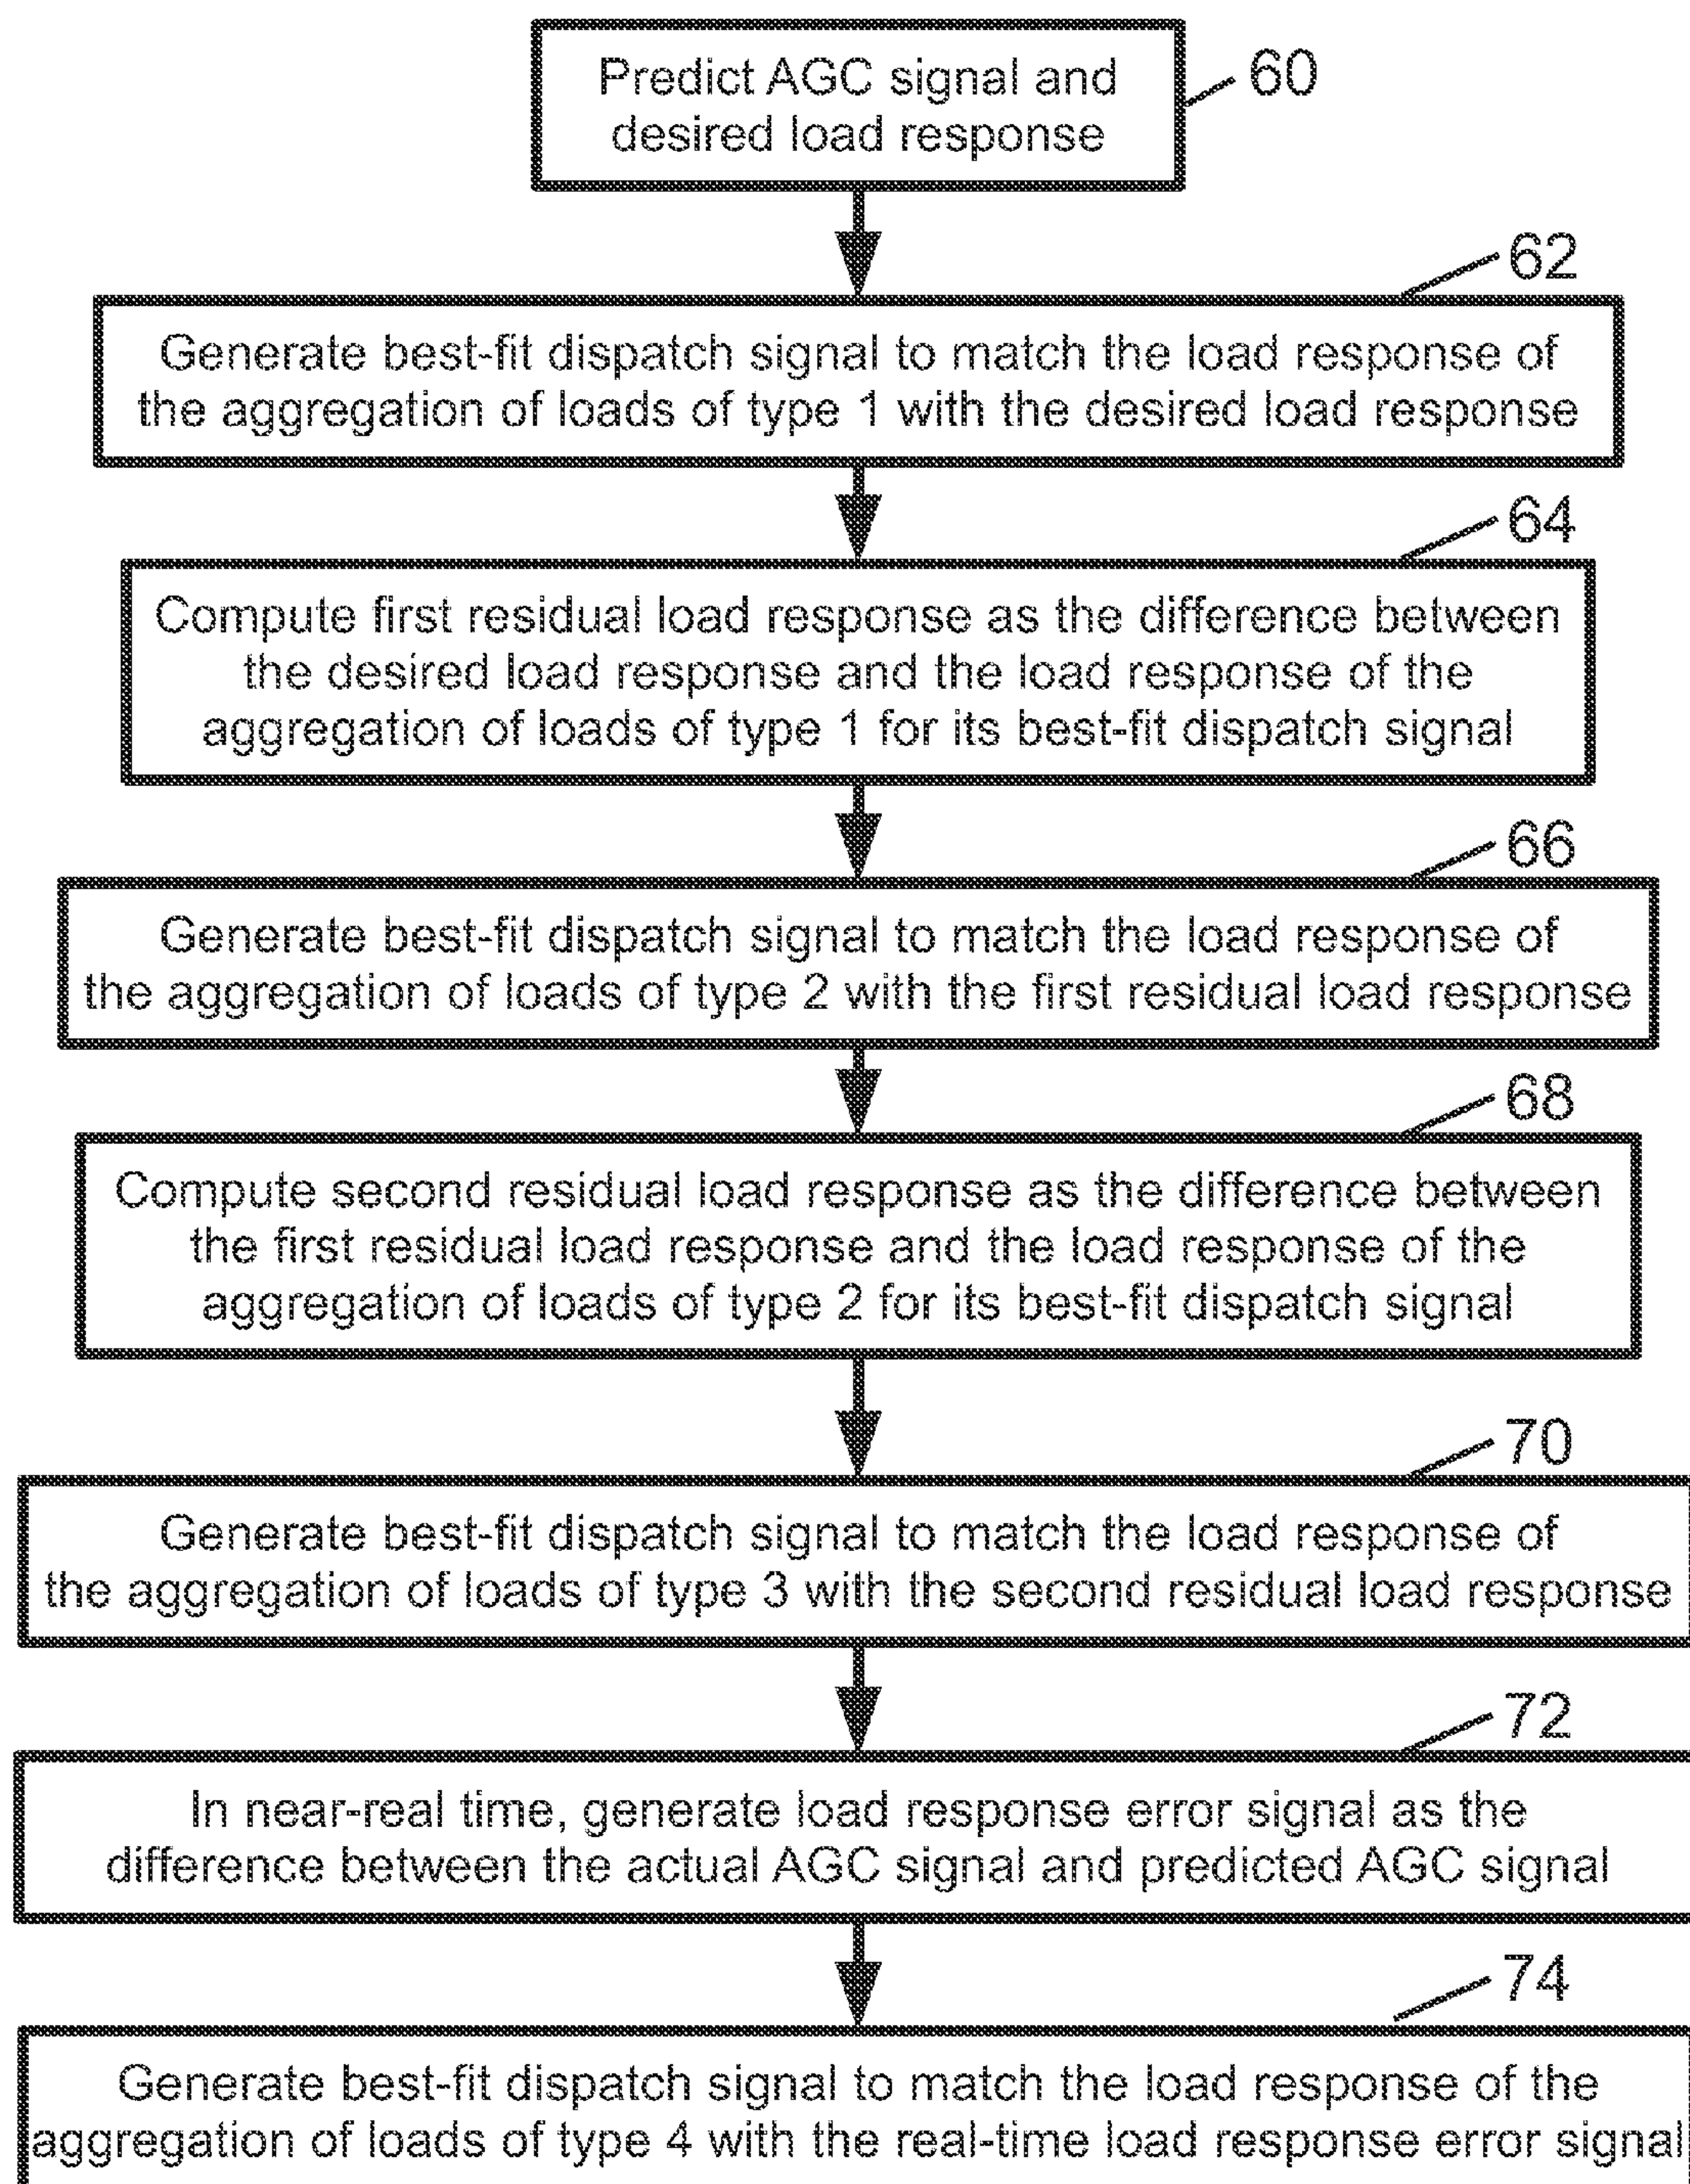 Predict AGC signal and
desired load response
60
62
Generate best-fit dispatch signal to match the load response of
the aggregation of loads of type 1 with the desired load response
64
Compute first residual load response as the difference between
the desired load response and the load response of the
aggregation of loads of type 1 for its best-fit dispatch signal
66
Generate best-fit dispatch signal to match the load response of
the aggregation of loads of type 2 with the first residual load response
68
Compute second residual load response as the difference between
the first residual load response and the load response of the
aggregation of loads of type 2 for its best-fit dispatch signal
70
Generate best-fit dispatch signal to match the load response of
the aggregation of loads of type 3 with the second residual load response
72
In near-real time, generate load response error signal as the
difference between the actual AGC signal and predicted AGC signal
74
Generate best-fit dispatch signal to match the load response of the
aggregation of loads of type 4 with the real-time load response error signal